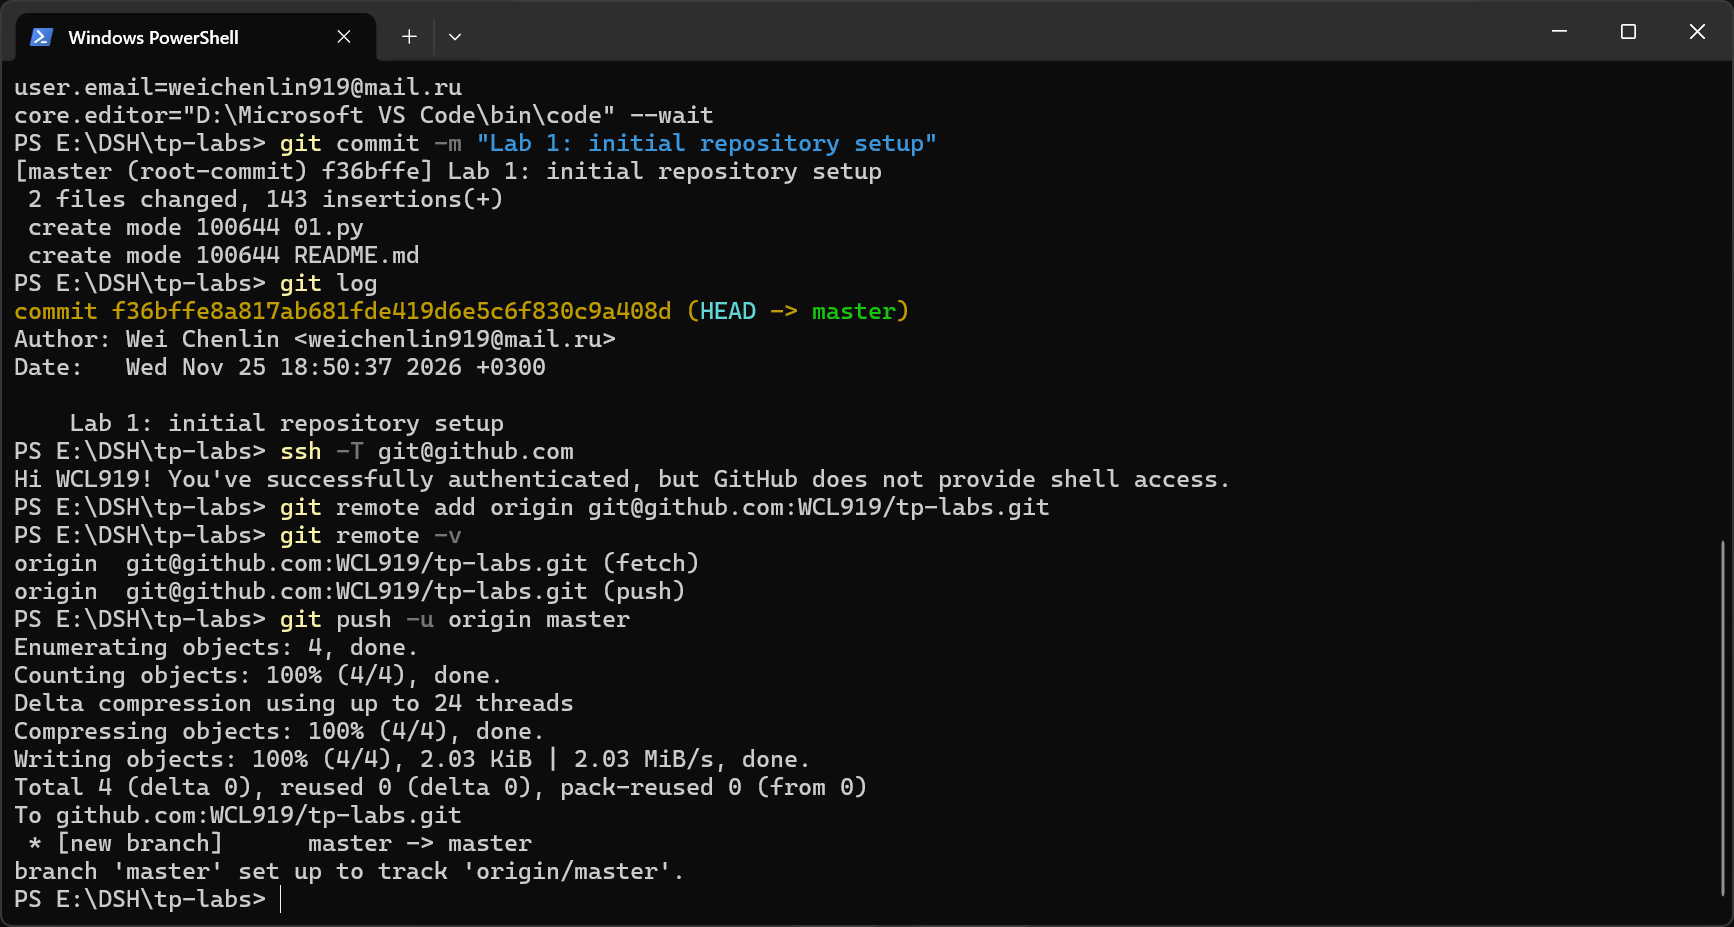 Windows PowerShell
user.email=weichenlin919@mail.ru
core.editor="D:\Microsoft VS Code\bin\code" --wait
PS E:\DSH\tp-labs> git commit -m "Lab 1: initial repository setup"
[master (root-commit) f36bffe] Lab 1: initial repository setup
 2 files changed, 143 insertions(+)
 create mode 100644 01.py
 create mode 100644 README.md
PS E:\DSH\tp-labs> git log
commit f36bffe8a817ab681fde419d6e5c6f830c9a408d (HEAD -> master)
Author: Wei Chenlin <weichenlin919@mail.ru>
Date:   Wed Nov 25 18:50:37 2026 +0300
    Lab 1: initial repository setup
PS E:\DSH\tp-labs> ssh -T git@github.com
Hi WCL919! You've successfully authenticated, but GitHub does not provide shell access.
PS E:\DSH\tp-labs> git remote add origin git@github.com:WCL919/tp-labs.git
PS E:\DSH\tp-labs> git remote -v
origin  git@github.com:WCL919/tp-labs.git (fetch)
origin  git@github.com:WCL919/tp-labs.git (push)
PS E:\DSH\tp-labs> git push -u origin master
Enumerating objects: 4, done.
Counting objects: 100% (4/4), done.
Delta compression using up to 24 threads
Compressing objects: 100% (4/4), done.
Writing objects: 100% (4/4), 2.03 KiB | 2.03 MiB/s, done.
Total 4 (delta 0), reused 0 (delta 0), pack-reused 0 (from 0)
To github.com:WCL919/tp-labs.git
 * [new branch]      master -> master
branch 'master' set up to track 'origin/master'.
PS E:\DSH\tp-labs>